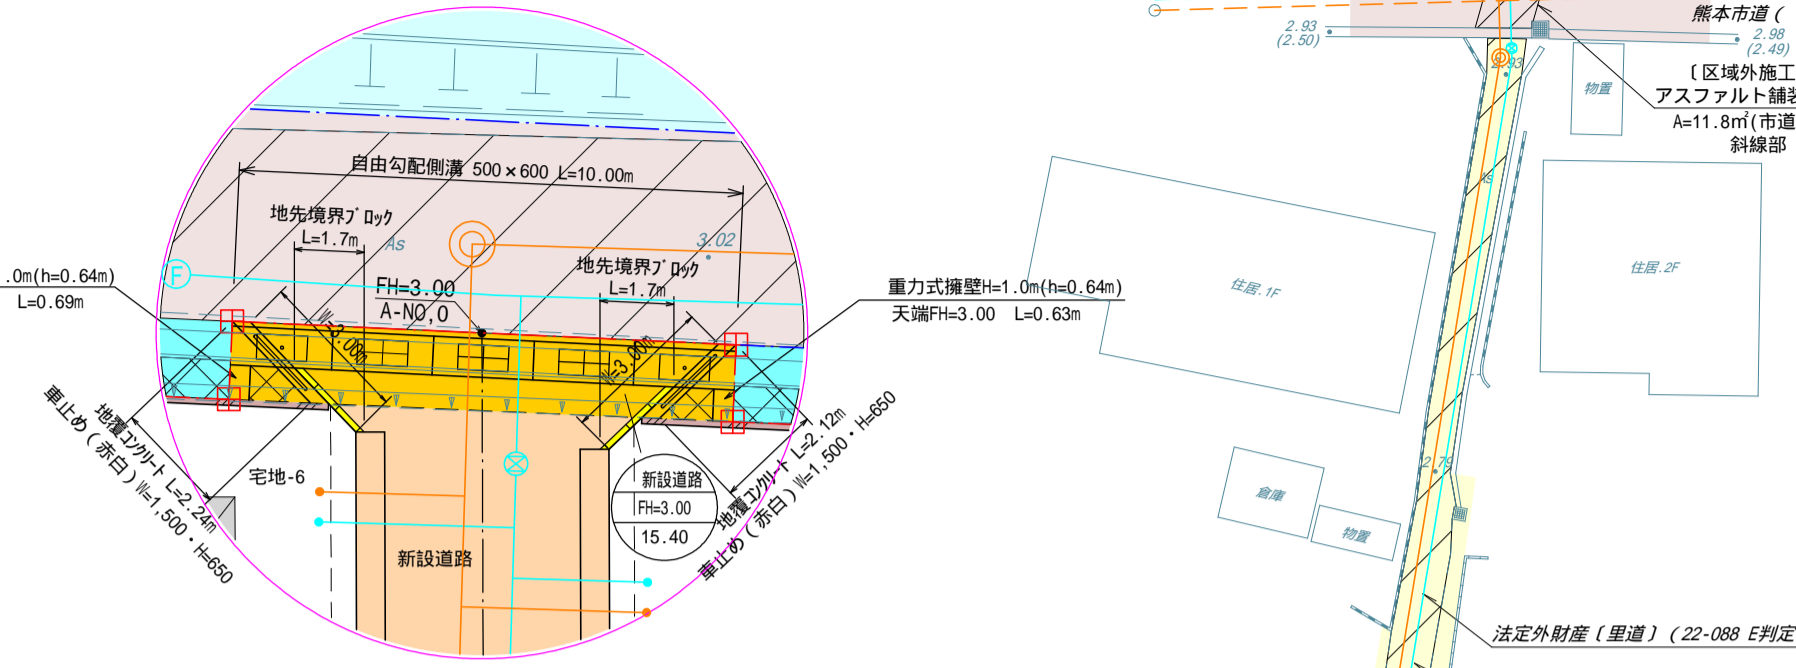 自由勾配側溝 500×600 L=10.00m
地先境界ブロック
L=1.7m
As
3.02
地先境界ブロック
L=1.7m
F
FH=3.00
A-NO,0
.0m(h=0.64m)
L=0.69m
重力式擁壁H=1.0m(h=0.64m)
天端FH=3.00 L=0.63m
W=3.00m
W=3.00m
地覆コンクリート L=2.24m
車止め(赤白)W=1,500・H=650
地覆コンクリート L=2.12m
車止め(赤白)W=1,500・H=650
宅地-6
新設道路
FH=3.00
15.40
新設道路
熊本市道(
2.93
(2.50)
2.98
(2.49)
2.93
〔区域外施工
アスファルト舗装
A=11.8㎡(市道
斜線部
物置
As
住居.1F
住居.2F
2.79
倉庫
物置
法定外財産〔里道〕(22-088 E判定